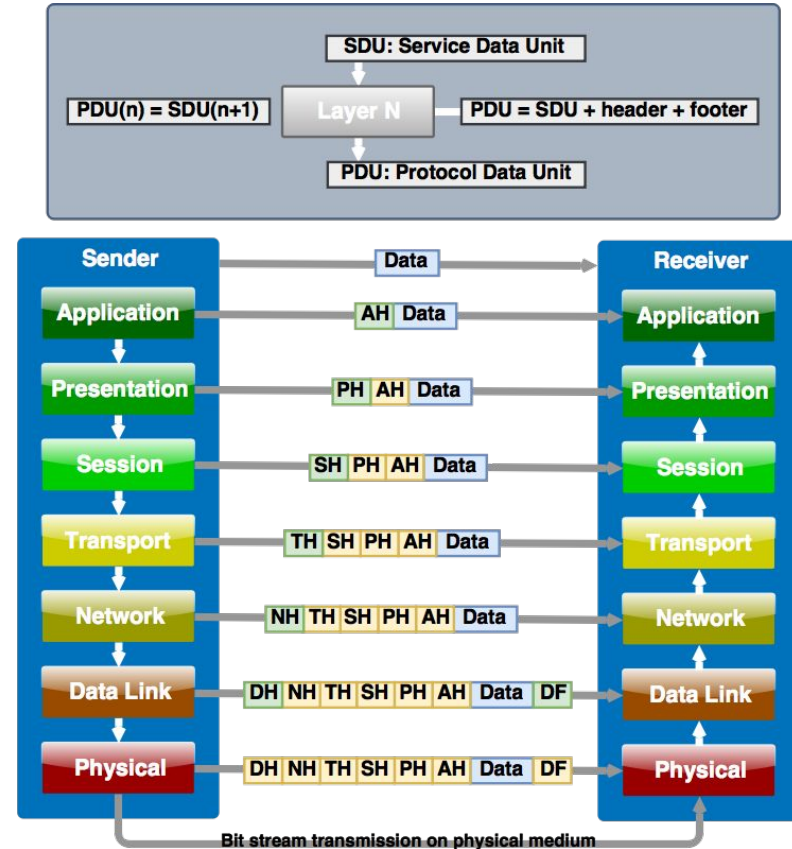 SDU: Service Data Unit
PDU(n) = SDU(n+1)
Layer N
PDU = SDU + header + footer
PDU: Protocol Data Unit
Sender
Data
Receiver
Application
AH Data
Application
Presentation
PH AH Data
Presentation
Session
SH PH AH Data
Session
Transport
TH SH PH AH Data
Transport
Network
NH TH SH PH AH Data
Network
Data Link
DH NH TH SH PH AH Data DF
Data Link
Physical
DH NH TH SH PH AH Data DF
Physical
Bit stream transmission on physical medium